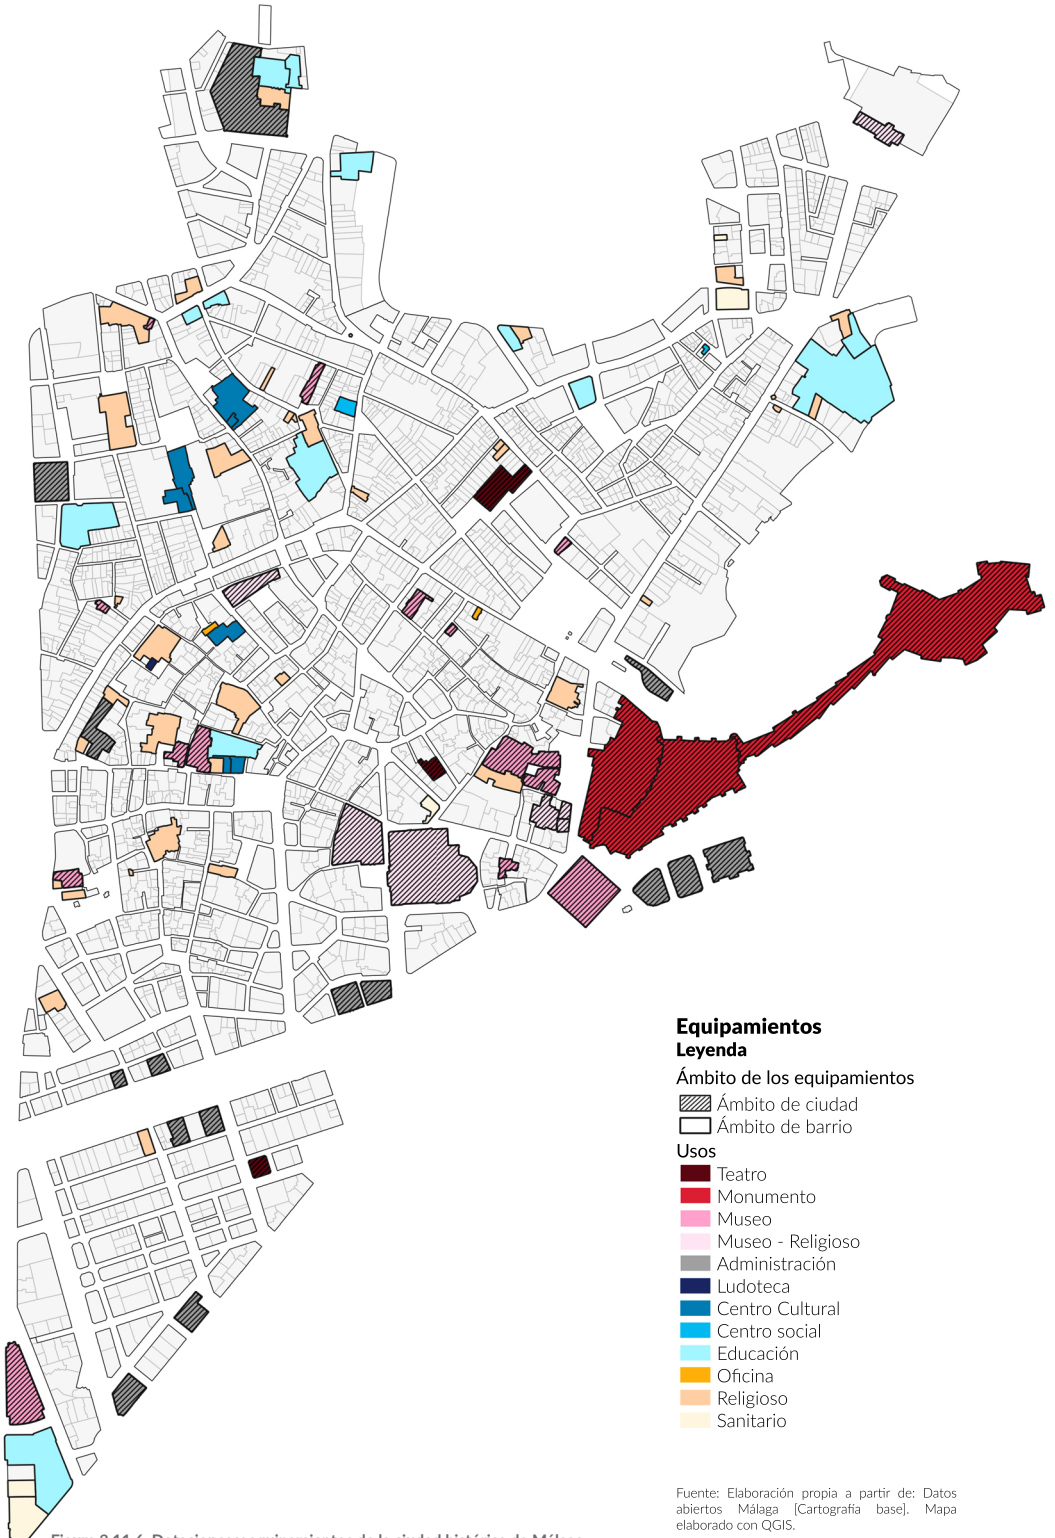 Equipamientos
Leyenda
Ámbito de los equipamientos
Ámbito de ciudad
Ámbito de barrio
Usos
Teatro
Monumento
Museo
Museo - Religioso
Administración
Ludoteca
Centro Cultural
Centro social
Educación
Oficina
Religioso
Sanitario
Fuente: Elaboración propia a partir de: Datos
abiertos Málaga [Cartografía base]. Mapa
elaborado con QGIS.